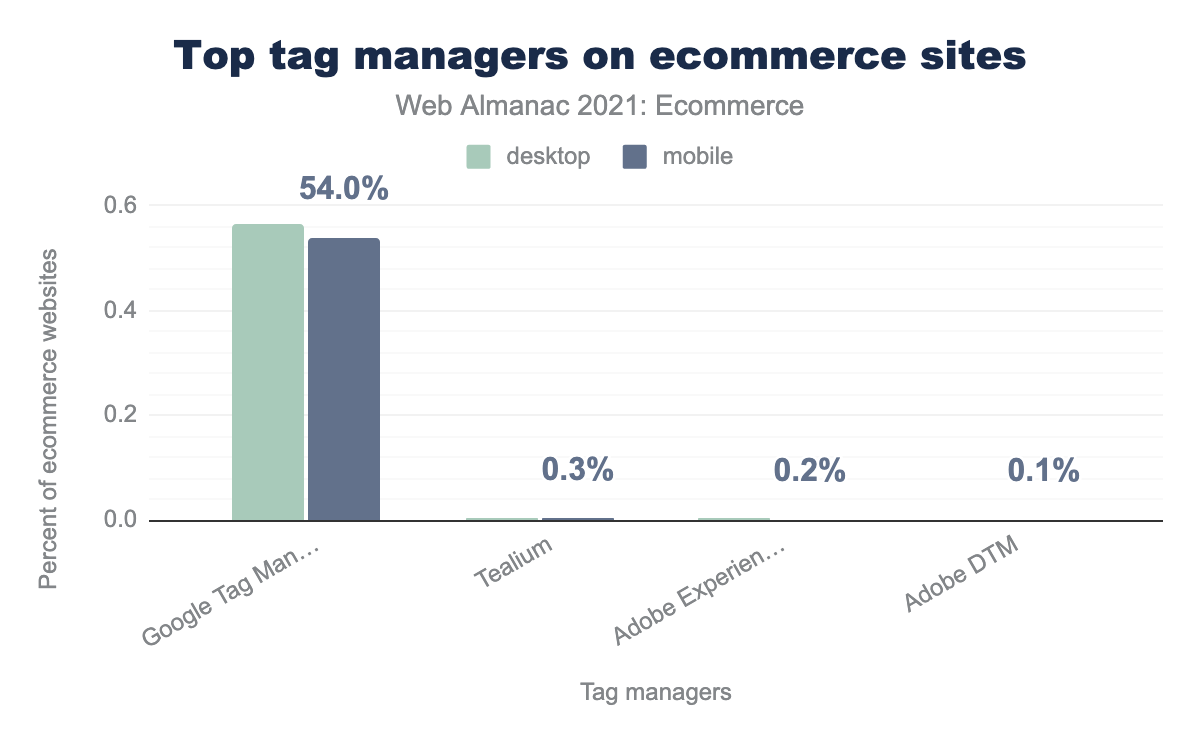 Top tag managers on ecommerce sites
Web Almanac 2021: Ecommerce
desktop
mobile
54.0%
0.6
0.4
0.3%
0.2%
0.1%
0.2
0.0
Percent of ecommerce websites
Google Tag Man…
Tealium
Adobe Experien…
Adobe DTM
Tag managers